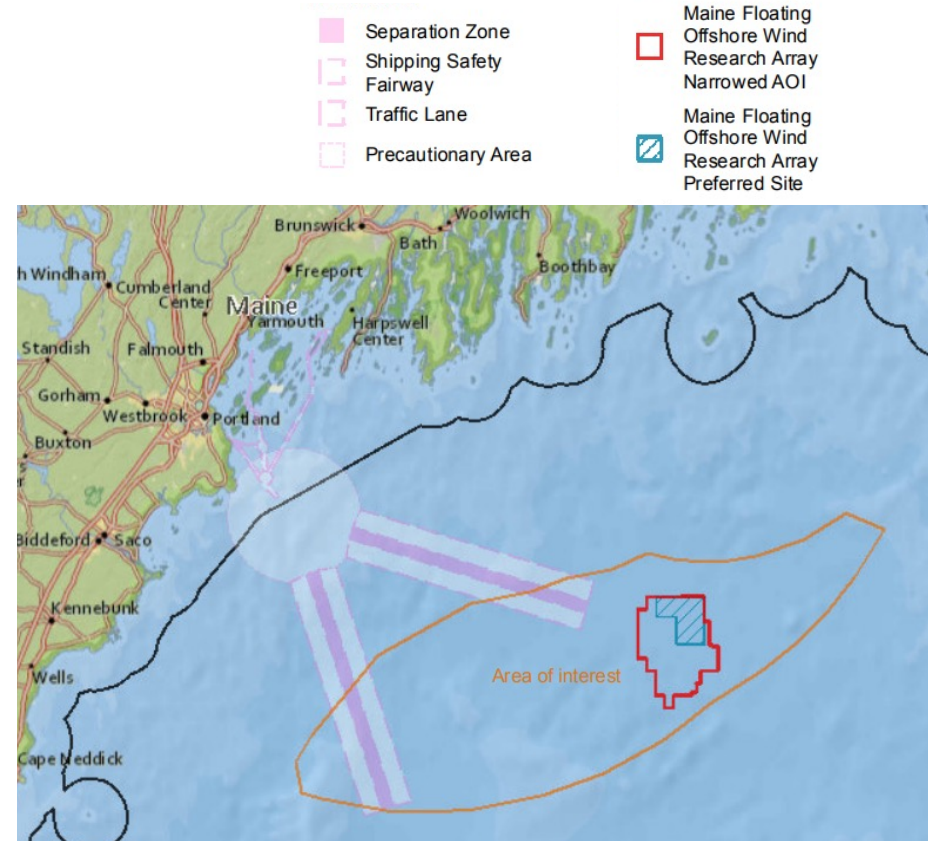 Separation Zone
Shipping Safety
Fairway
Traffic Lane
Precautionary Area
Maine Floating
Offshore Wind
Research Array
Narrowed AOI
Maine Floating
Offshore Wind
Research Array
Preferred Site
Woolwich
Brunswick
Bath
Boothbay
Freeport
h Windham
Cumberland
Center
Maine
Yarmouth
Harpswell
Center
Standish
Falmouth
Gorham
Westbrook
Portland
Buxton
Biddeford
Saco
Kennebunk
Wells
Area of interest
Cape Neddick